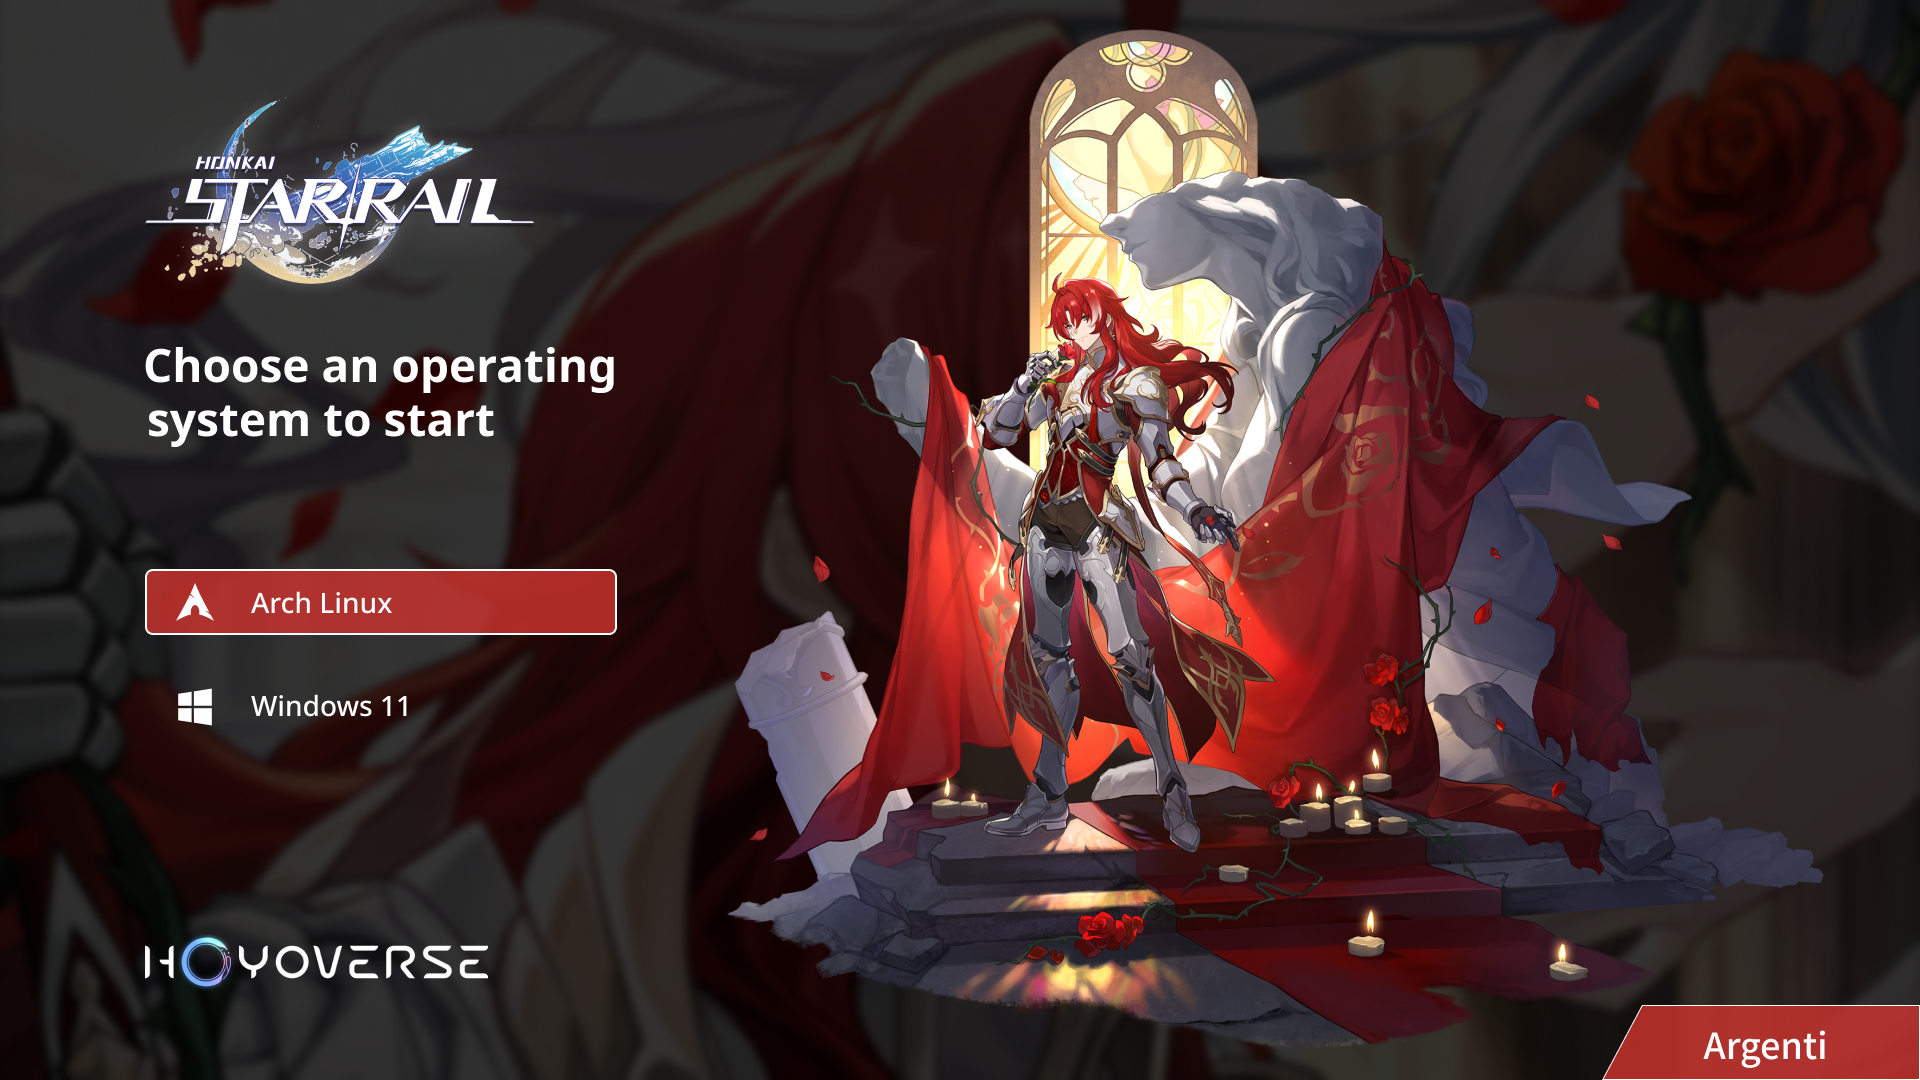 HONKAI
STAR RAIL
Choose an operating
system to start
Arch Linux
Windows 11
HOYOVERSE
Argenti